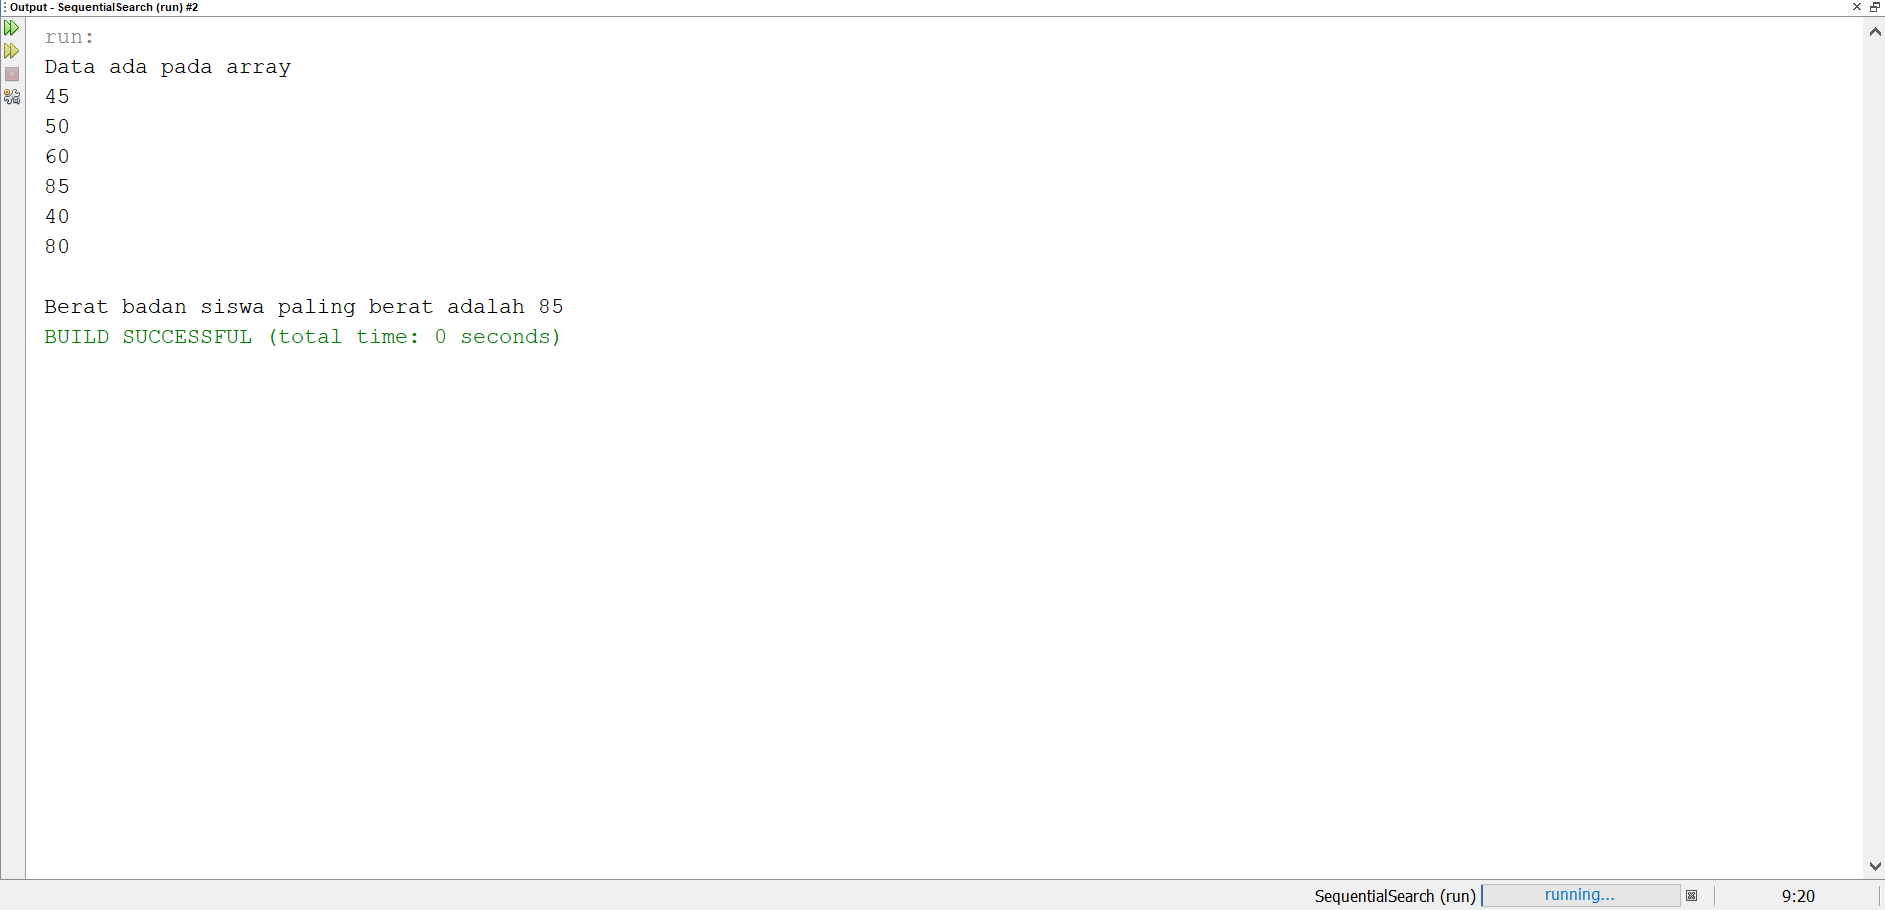 Output - SequentialSearch (run) #2
run:
Data ada pada array
45
50
60
85
40
80
Berat badan siswa paling berat adalah 85
BUILD SUCCESSFUL (total time: 0 seconds)
SequentialSearch (run) running... 9:20